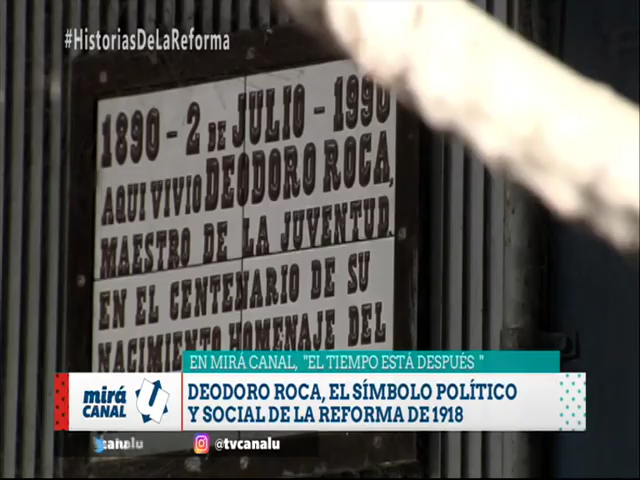 #HistoriasDeLaReforma
1890 - 2 DE JULIO - 1990
AQUI VIVIO DEODORO ROCA,
MAESTRO DE LA JUVENTUD.
EN EL CENTENARIO DE SU
NACIMIENTO HOMENAJE DEL
EN MIRÁ CANAL, "EL TIEMPO ESTÁ DESPUÉS "
mirá
CANAL
U
DEODORO ROCA, EL SÍMBOLO POLÍTICO
Y SOCIAL DE LA REFORMA DE 1918
@tvcanalu